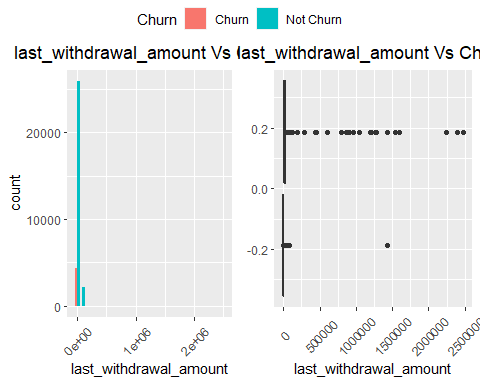 Churn Churn Not Churn
last_withdrawal_amount Vs
last_withdrawal_amount Vs Ch
count
20000
10000
0
0e+00
1e+06
2e+06
last_withdrawal_amount
0.2
0.0
-0.2
0
500000
1000000
1500000
2000000
2500000
last_withdrawal_amount